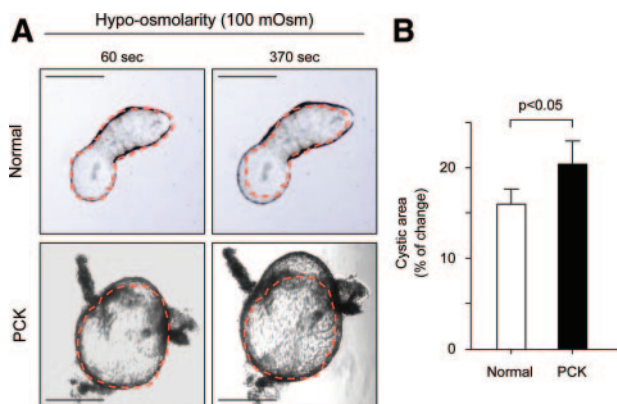 A
Hypo-osmolarity (100 mOsm)
60 sec
370 sec
Normal
PCK
B
p<0.05
Cystic area
(% of change)
20
10
0
Normal
PCK